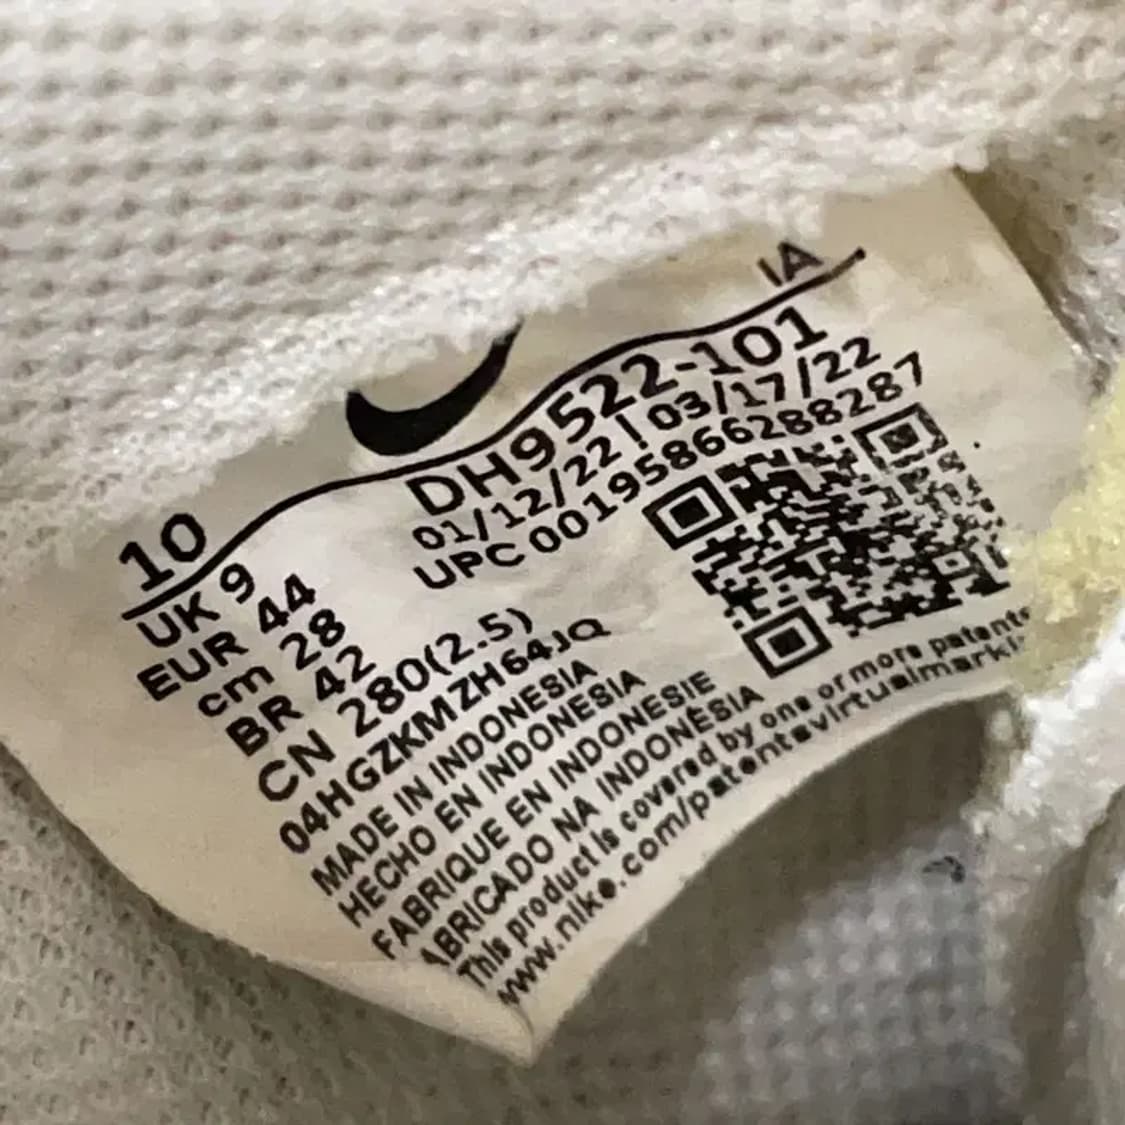 IA
10
DH9522-101
01/12/22 | 03/17/22
UPC 00195866288287
UK 9
EUR 44
cm 28
BR 42
CN 280(2.5)
04HGZKMZH64JQ
MADE IN INDONESIA
HECHO EN INDONESIA
FABRIQUE EN INDONESIE
ABRICADO NA INDONÉSIA
This product is covered by one or more patents
www.nike.com/patentsvirtualmarki